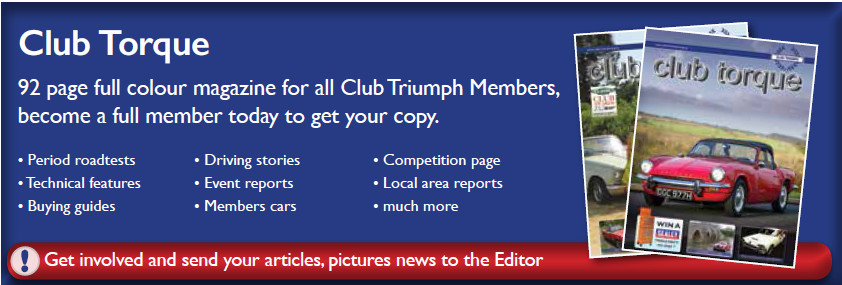 Club Torque
92 page full colour magazine for all Club Triumph Members,
become a full member today to get your copy.
• Period roadtests
• Technical features
• Buying guides
• Driving stories
• Event reports
• Members cars
• Competition page
• Local area reports
• much more
! Get involved and send your articles, pictures news to the Editor
club
club torque
GGC 977H
WIN A